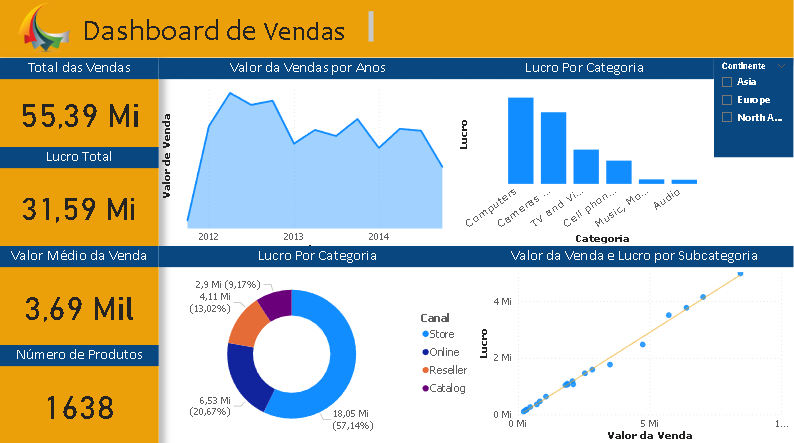 Dashboard de Vendas
Total das Vendas
55,39 Mi
Lucro Total
31,59 Mi
Valor Médio da Venda
3,69 Mil
Número de Produtos
1638
Valor da Vendas por Anos
Valor de Venda
2012
2013
2014
Lucro Por Categoria
Lucro
Computers
Cameras ...
TV and Vi...
Cell phon...
Music, Mo...
Audio
Categoria
Continente
Asia
Europe
North A...
Lucro Por Categoria
2,9 Mi (9,17%)
4,11 Mi
(13,02%)
6,53 Mi
(20,67%)
18,05 Mi
(57,14%)
Canal
Store
Online
Reseller
Catalog
Valor da Venda e Lucro por Subcategoria
Lucro
4 Mi
2 Mi
0 Mi
0 Mi
5 Mi
1...
Valor da Venda